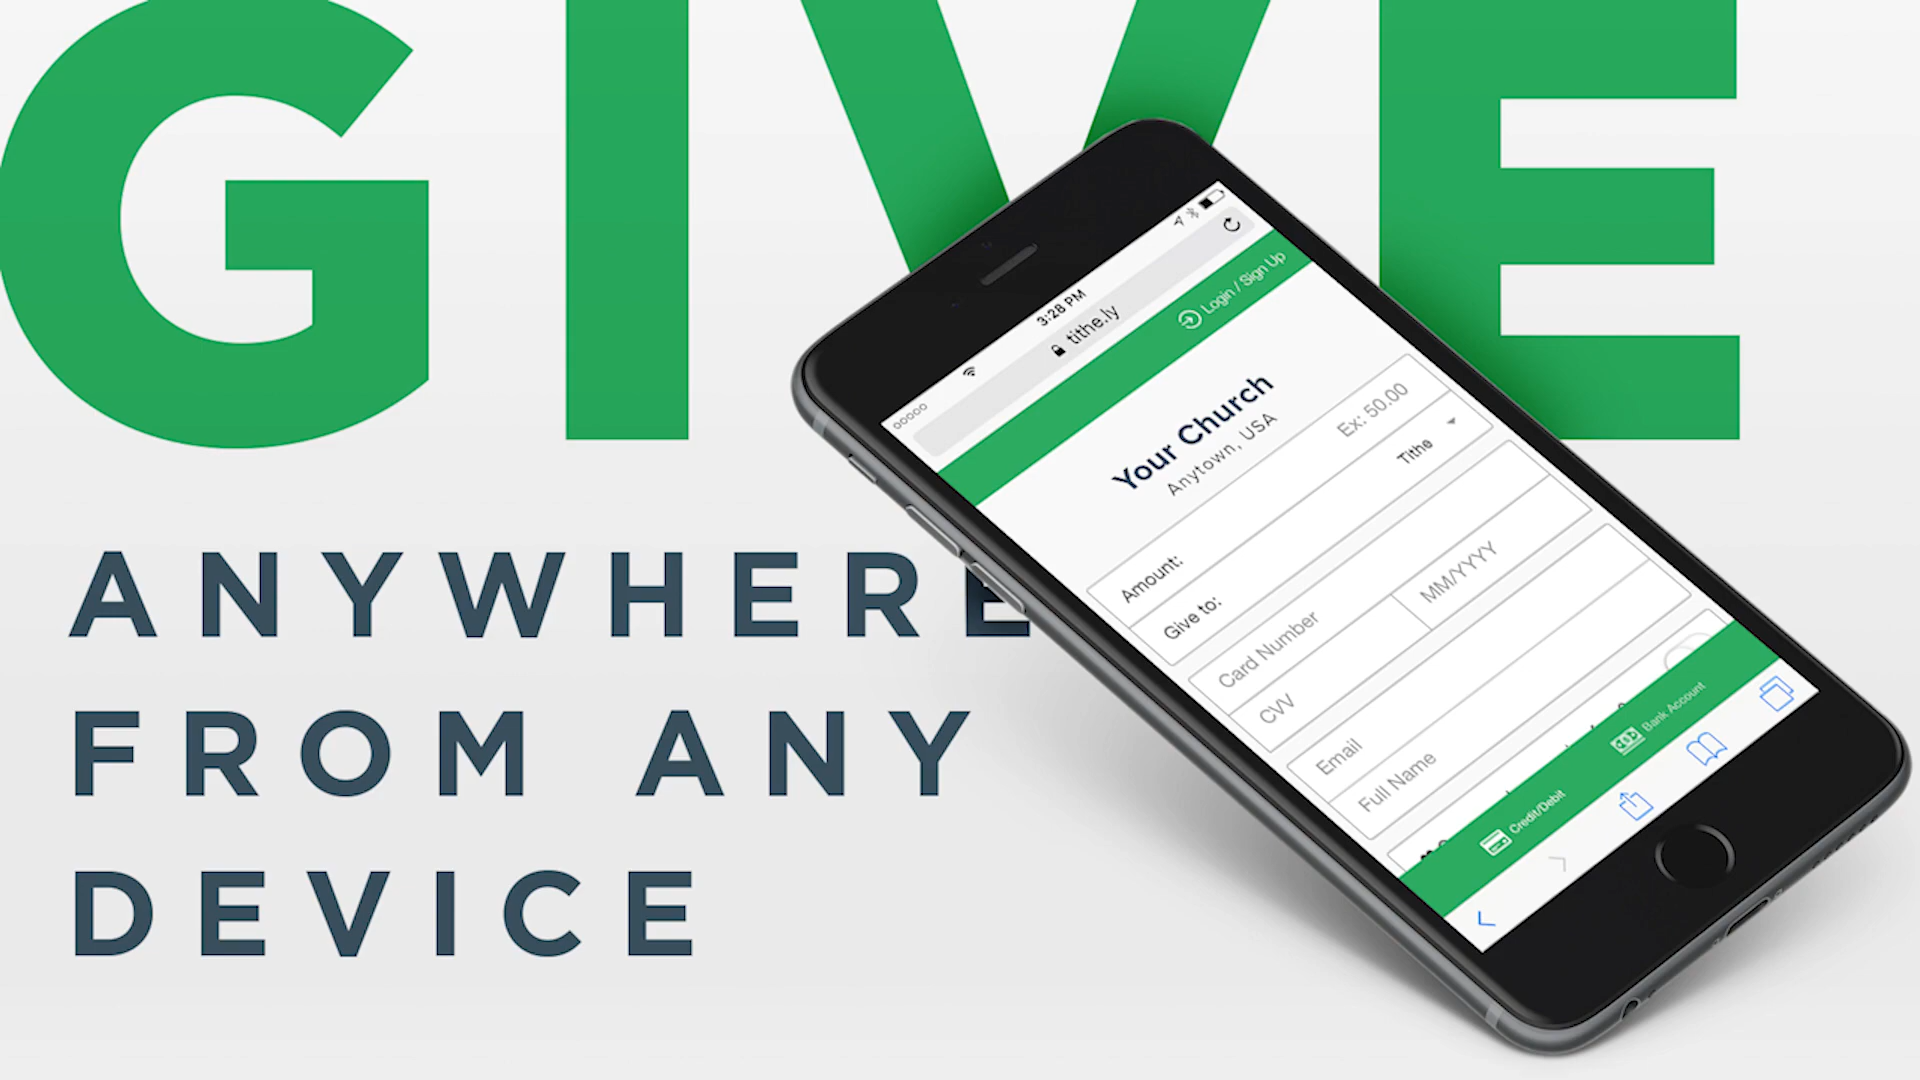 GIVE
ANYWHERE
FROM ANY
DEVICE
3:28 PM
tithe.ly
Login / Sign Up
Your Church
Anytown, USA
Amount: Ex: 50.00
Give to: Tithe
Card Number MM/YYYY
CVV
Email
Full Name
Credit/Debit Bank Account